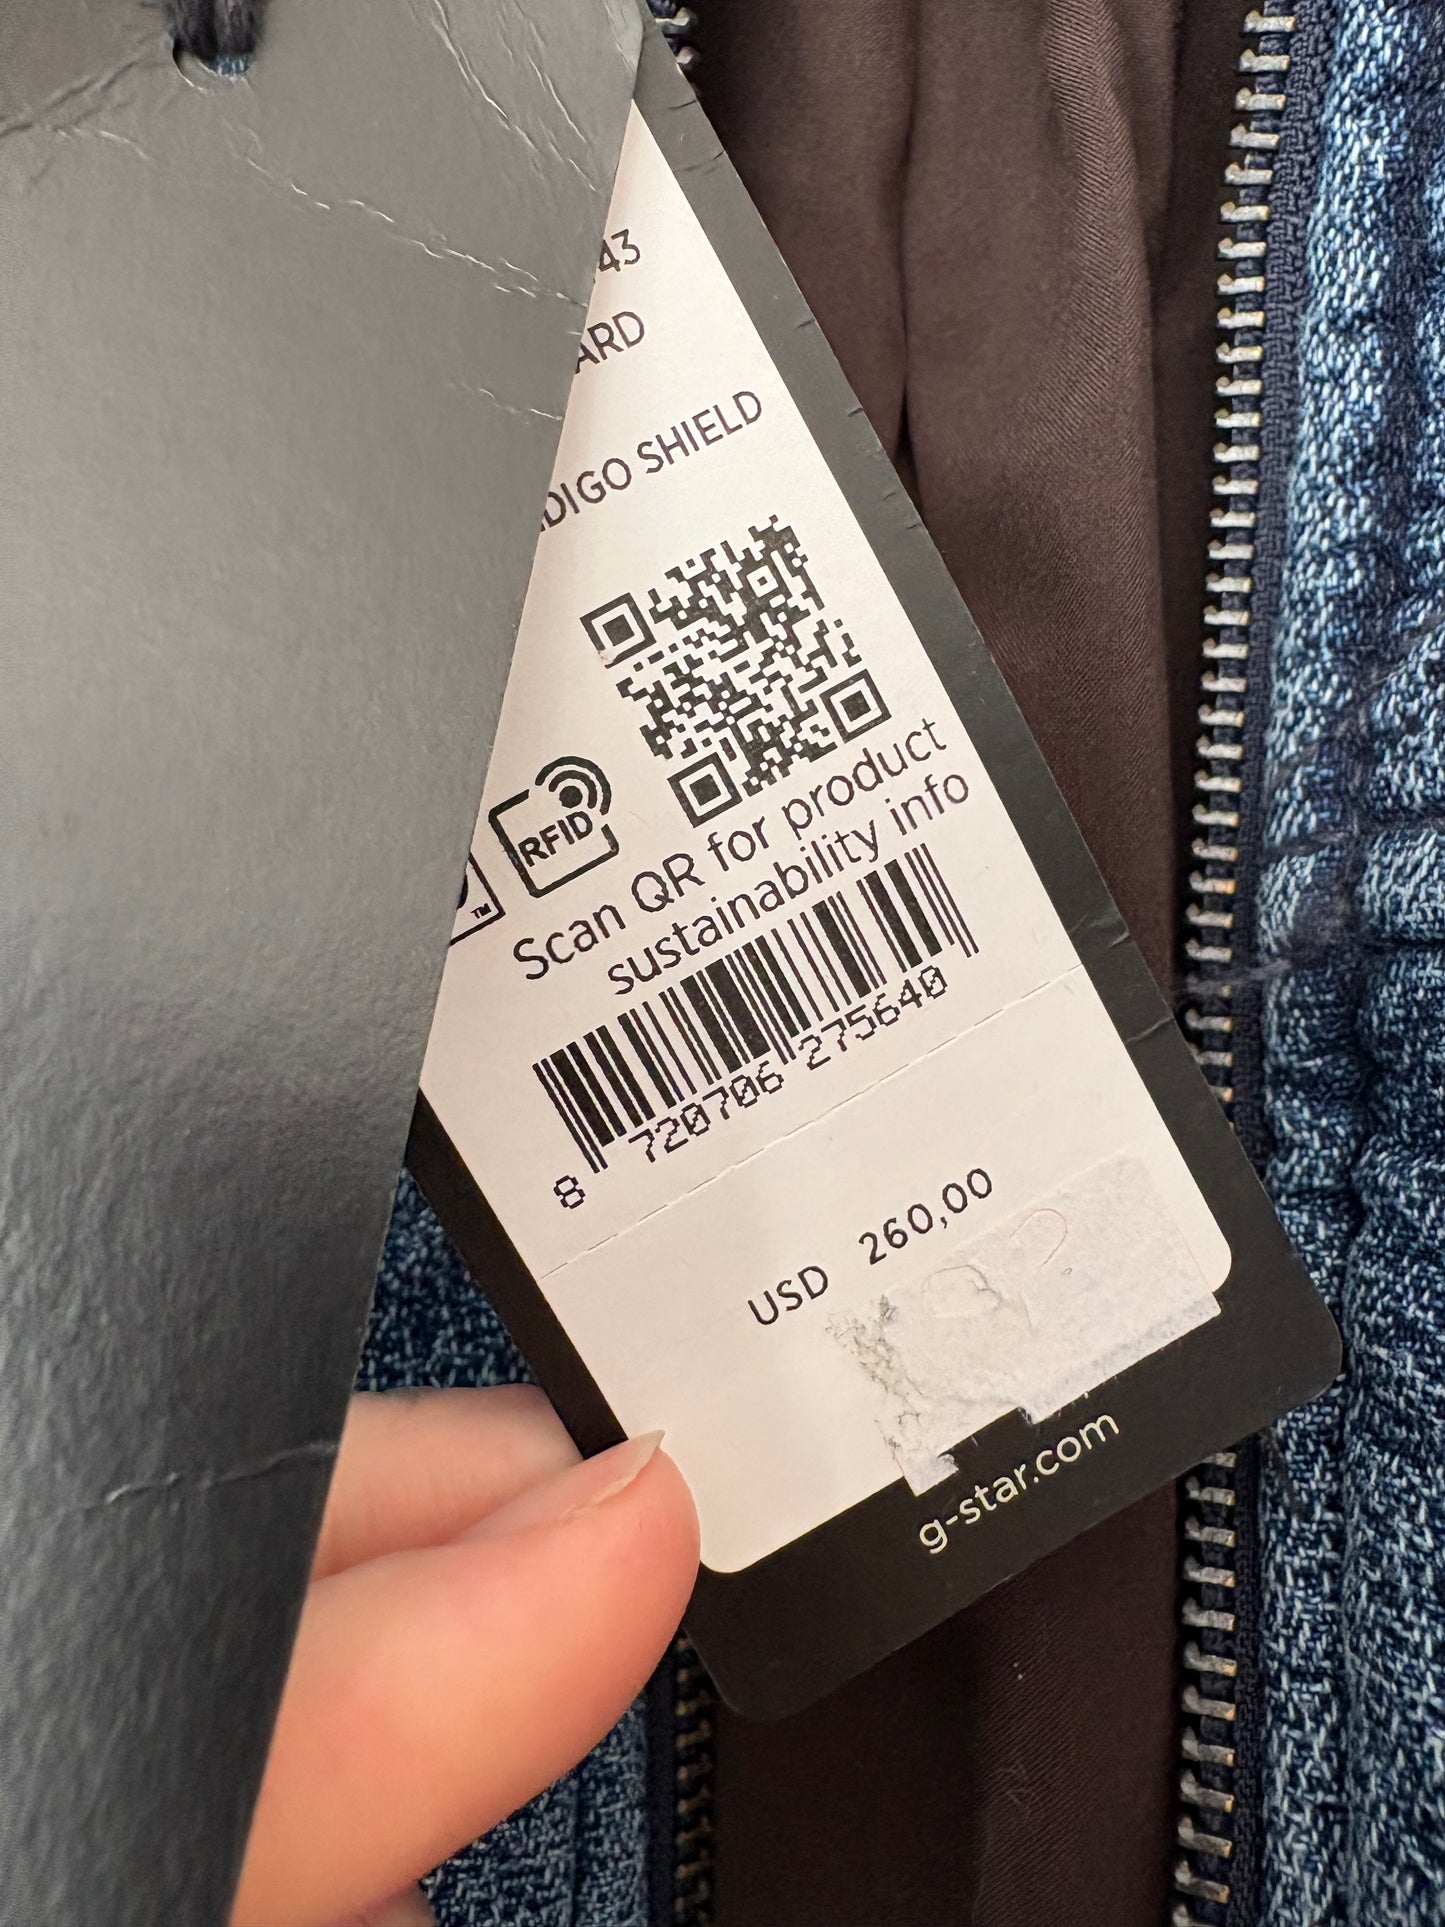 43
ARD
DIGO SHIELD
RFID
™
Scan QR for product
sustainability info
8 720706 275640
USD 260,00
g-star.com